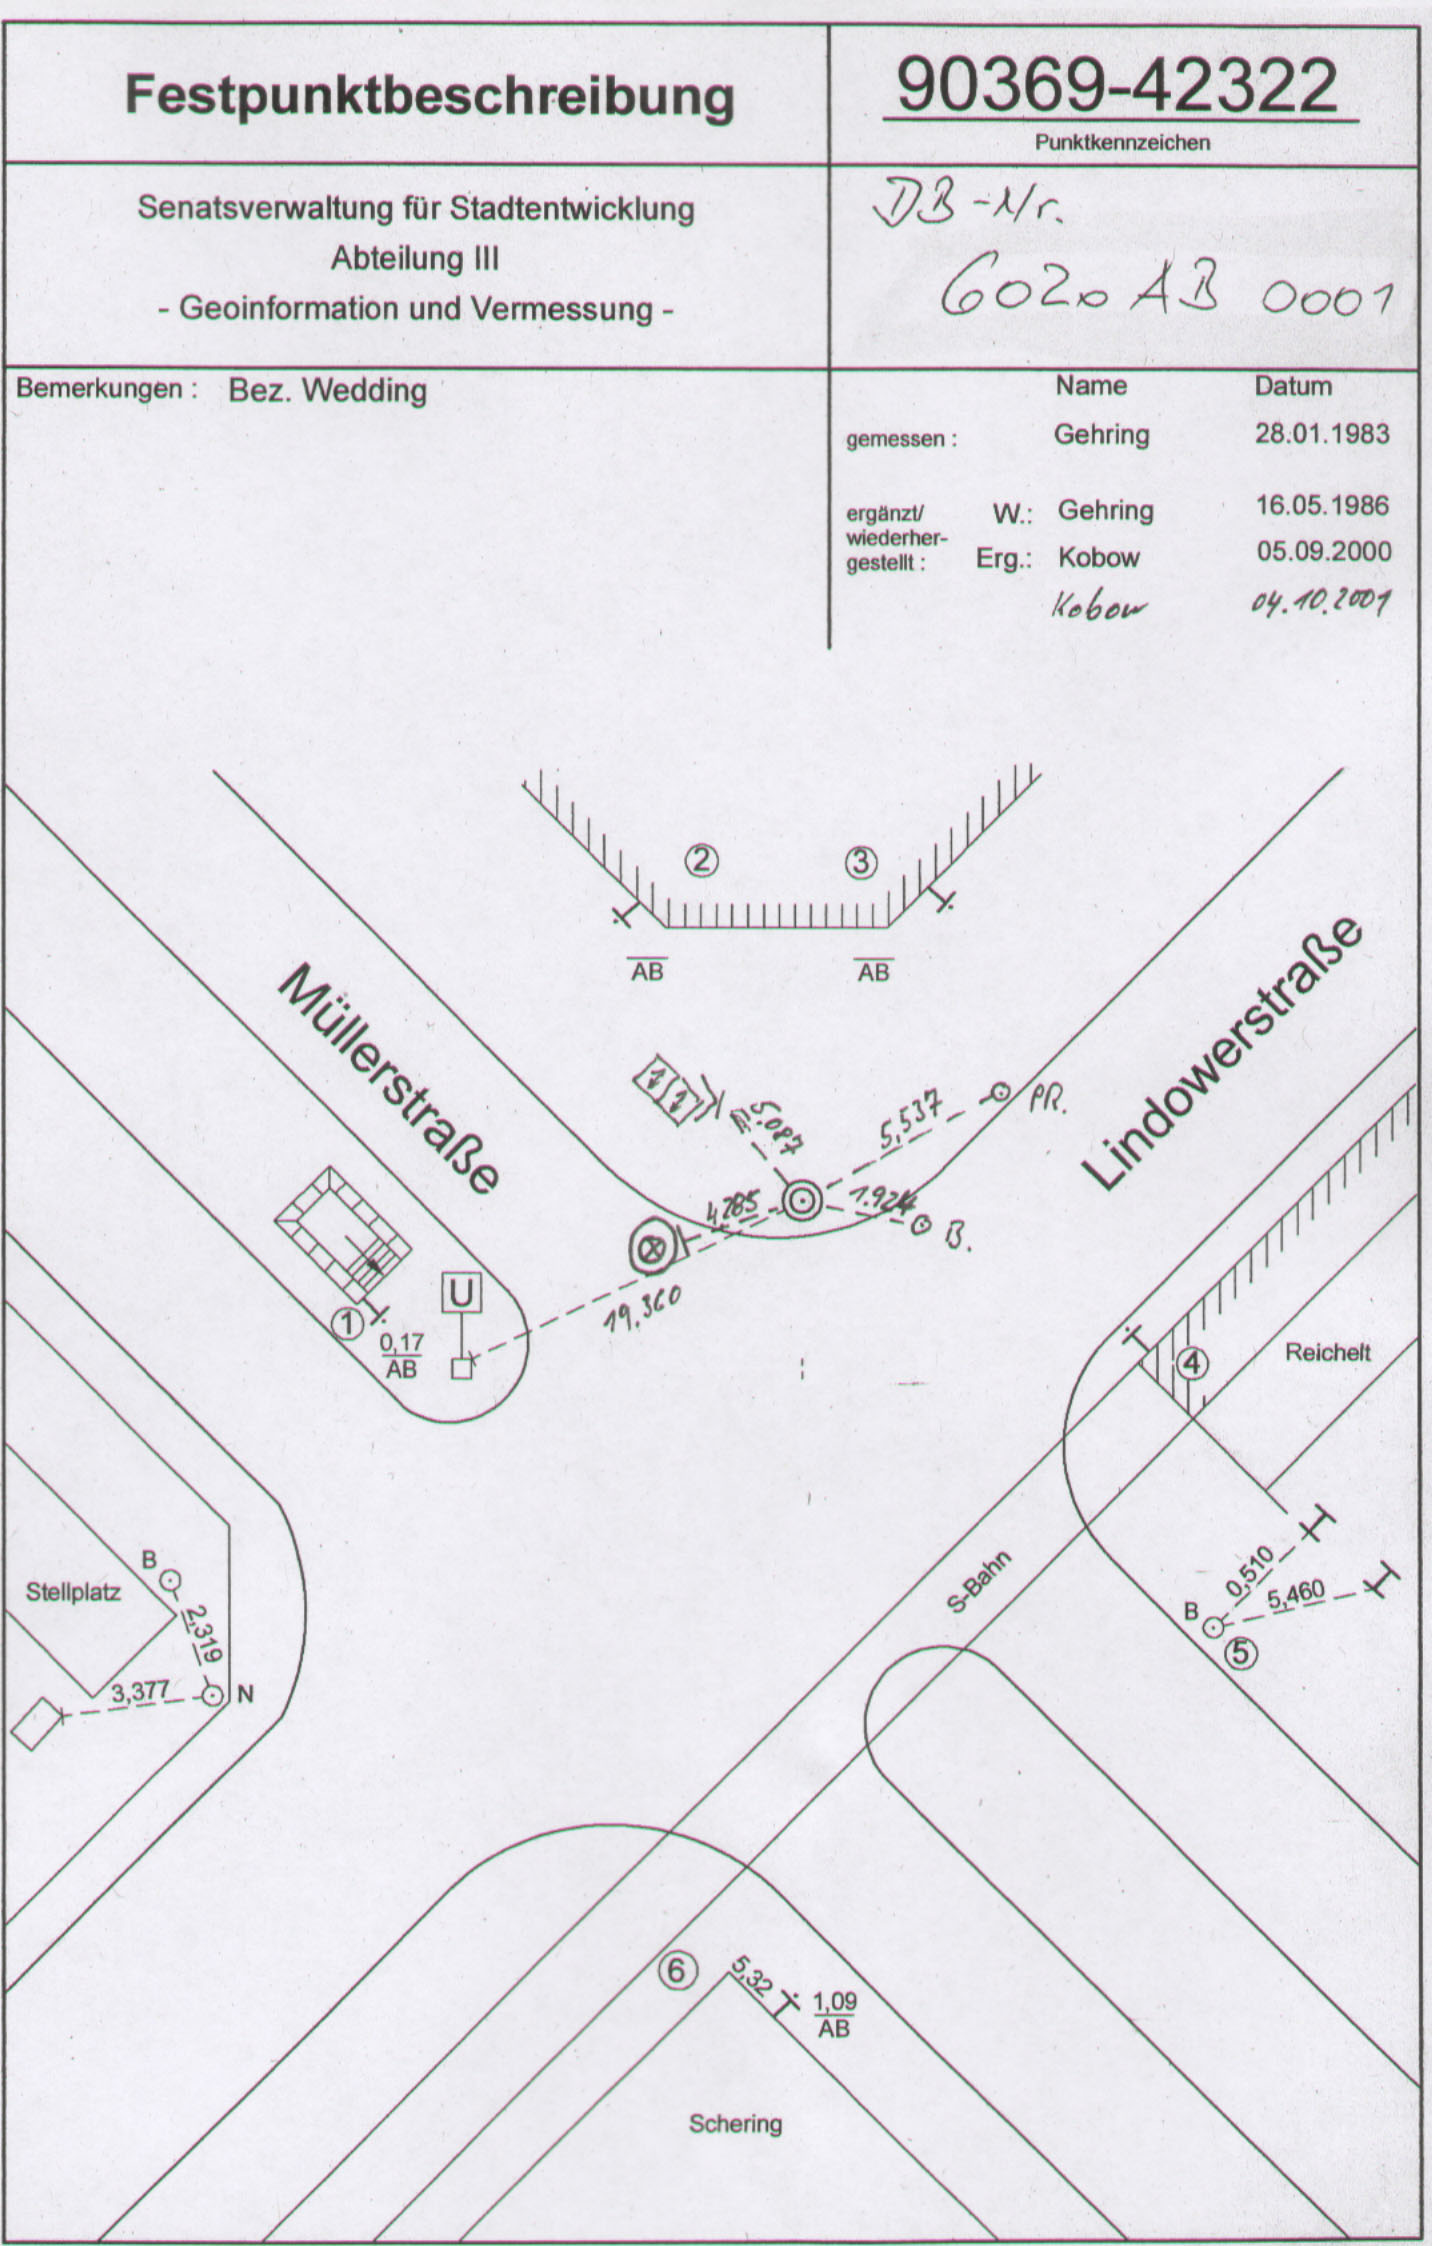 Festpunktbeschreibung
90369-42322
Punktkennzeichen
Senatsverwaltung für Stadtentwicklung
Abteilung III
- Geoinformation und Vermessung -
DB-Nr.
6020 AB 0001
Bemerkungen : Bez. Wedding
Name Datum
gemessen : Gehring 28.01.1983
ergänzt/ W.: Gehring 16.05.1986
wiederher-
gestellt : Erg.: Kobow 05.09.2000
Kobow 04.10.2001
2
3
AB
AB
Müllerstraße
Lindowerstraße
5.087
5,537
PR.
4,285
1.924
B.
19,360
U
1
0,17
AB
4
Reichelt
S-Bahn
B
Stellplatz
2,319
3,377
N
0,510
5,460
B
5
6
5,32
1,09
AB
Schering